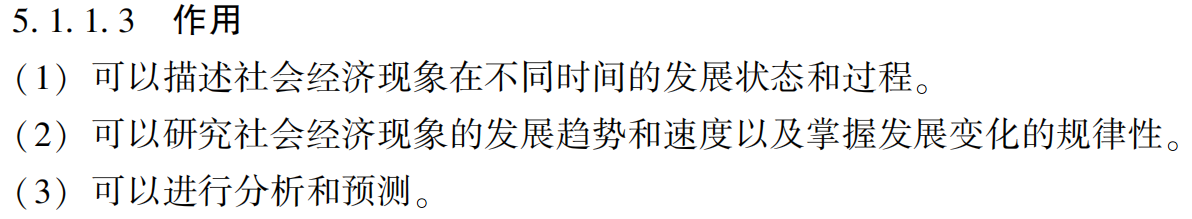 5.1.1.3 作用
(1) 可以描述社会经济现象在不同时间的发展状态和过程。
(2) 可以研究社会经济现象的发展趋势和速度以及掌握发展变化的规律性。
(3) 可以进行分析和预测。